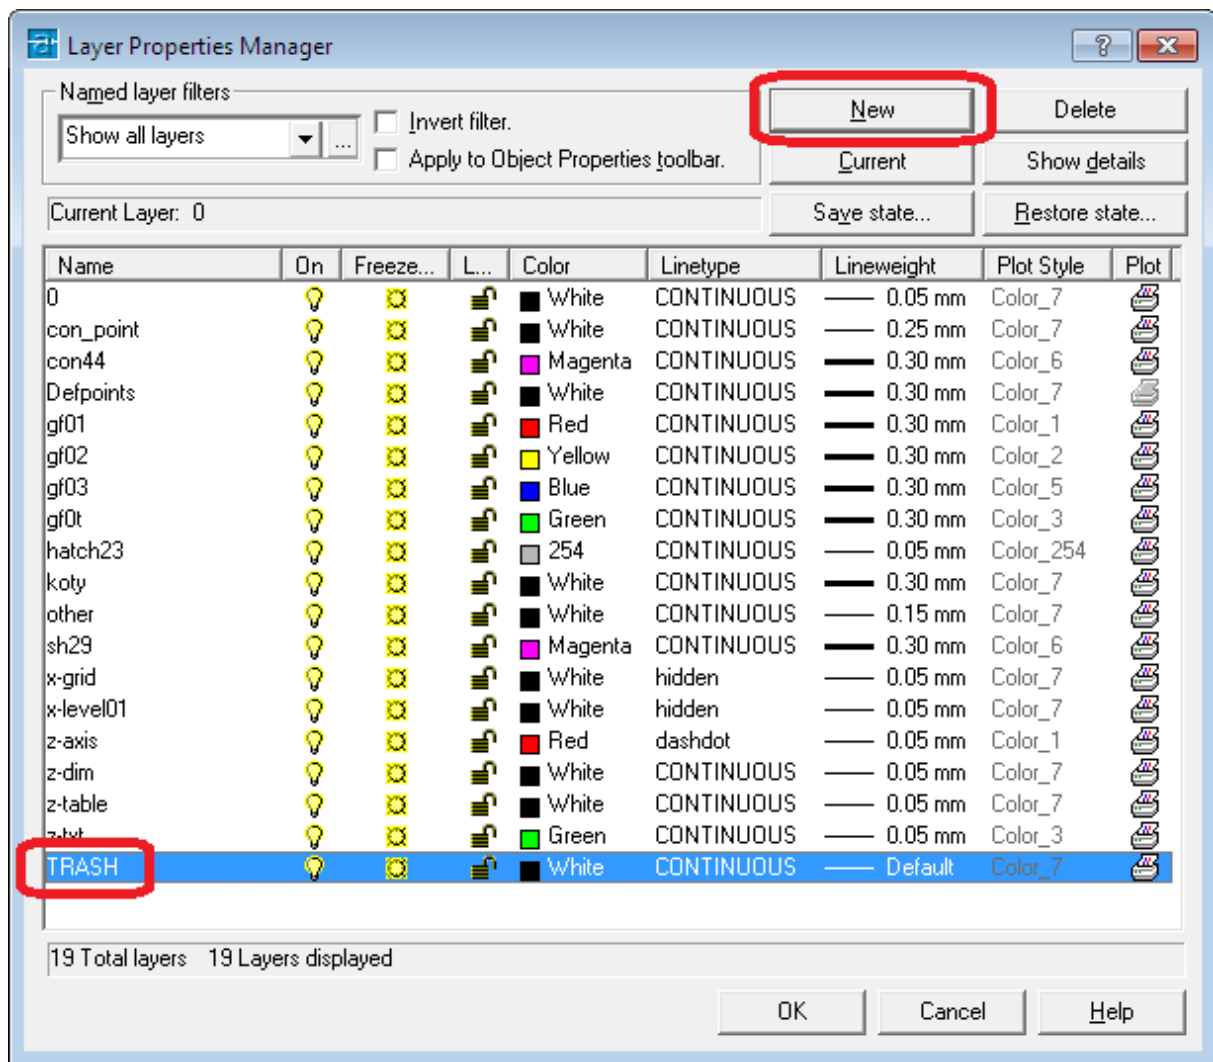 Layer Properties Manager
Named layer filters
Show all layers
...
Invert filter.
Apply to Object Properties toolbar.
New
Delete
Current
Show details
Current Layer: 0
Save state...
Restore state...
Name On Freeze... L... Color Linetype Lineweight Plot Style Plot
0 White CONTINUOUS 0.05 mm Color_7
con_point White CONTINUOUS 0.25 mm Color_7
con44 Magenta CONTINUOUS 0.30 mm Color_6
Defpoints White CONTINUOUS 0.30 mm Color_7
gf01 Red CONTINUOUS 0.30 mm Color_1
gf02 Yellow CONTINUOUS 0.30 mm Color_2
gf03 Blue CONTINUOUS 0.30 mm Color_5
gf0t Green CONTINUOUS 0.30 mm Color_3
hatch23 254 CONTINUOUS 0.05 mm Color_254
koty White CONTINUOUS 0.30 mm Color_7
other White CONTINUOUS 0.15 mm Color_7
sh29 Magenta CONTINUOUS 0.30 mm Color_6
x-grid White hidden 0.05 mm Color_7
x-level01 White hidden 0.05 mm Color_7
z-axis Red dashdot 0.05 mm Color_1
z-dim White CONTINUOUS 0.05 mm Color_7
z-table White CONTINUOUS 0.05 mm Color_7
z-txt Green CONTINUOUS 0.05 mm Color_3
TRASH White CONTINUOUS Default Color_7
19 Total layers 19 Layers displayed
OK Cancel Help